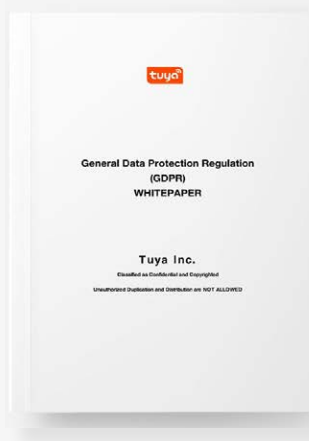 tuya
General Data Protection Regulation
(GDPR)
WHITEPAPER
Tuya Inc.
Classified as Confidential and Copyrighted
Unauthorized Duplication and Distribution are NOT ALLOWED